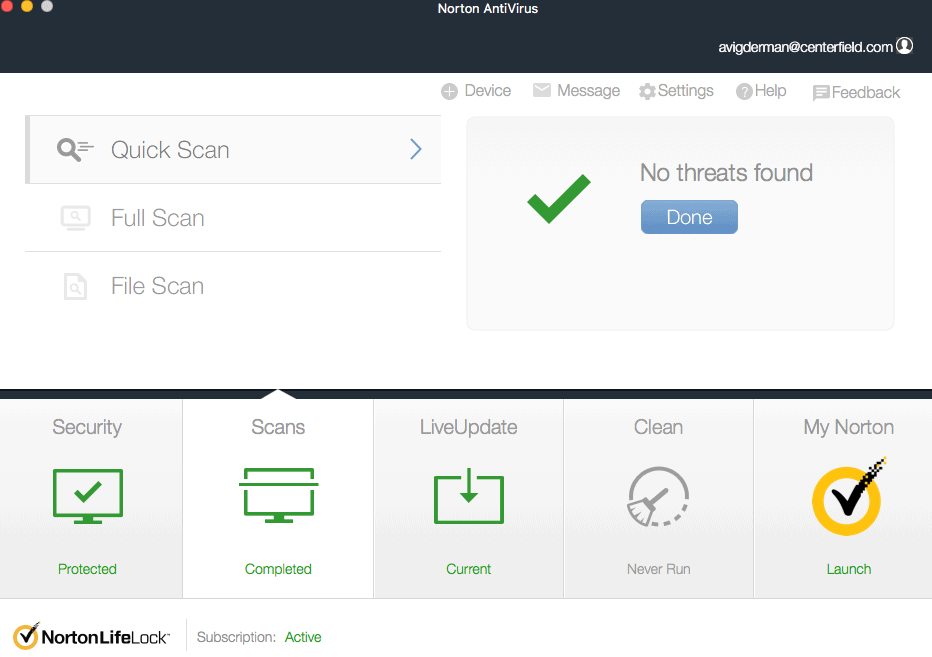 Norton AntiVirus
avigderman@centerfield.com
Device Message Settings Help Feedback
Quick Scan
Full Scan
File Scan
No threats found
Done
Security Scans LiveUpdate Clean My Norton
Protected Completed Current Never Run Launch
NortonLifeLock Subscription: Active